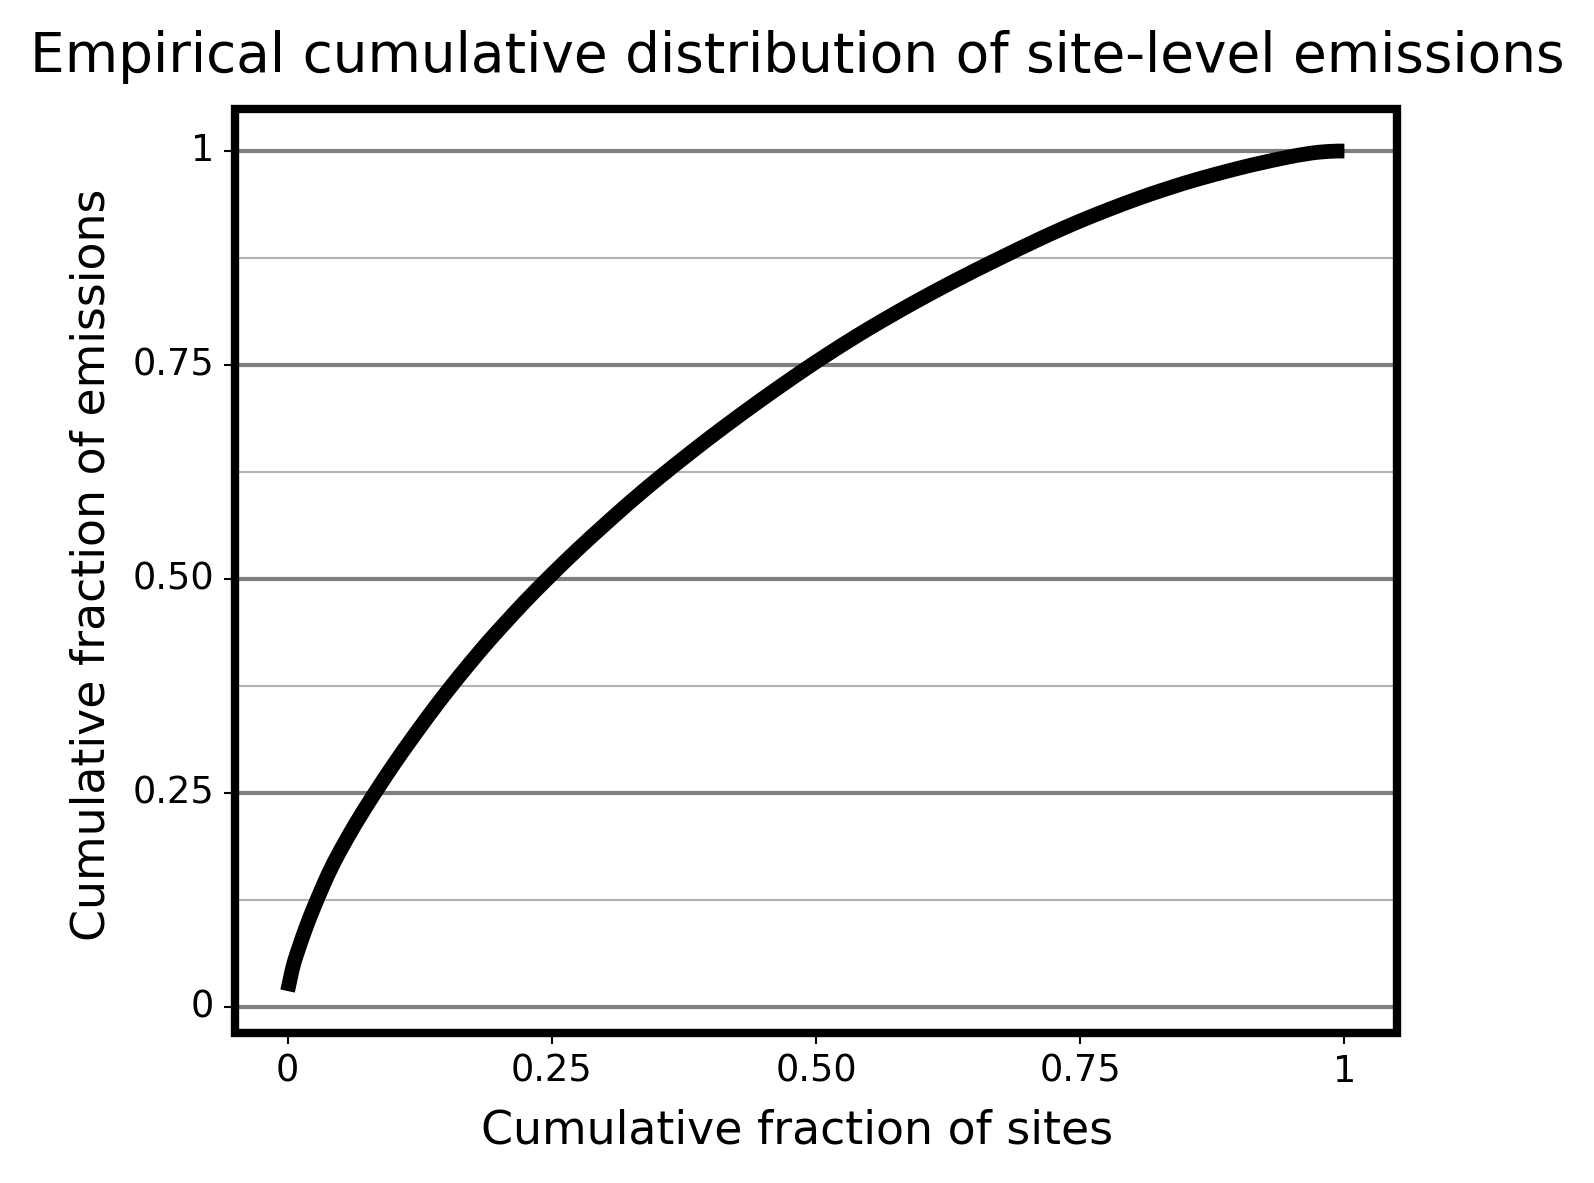 Empirical cumulative distribution of site-level emissions
Cumulative fraction of emissions
1
0.75
0.50
0.25
0
0 0.25 0.50 0.75 1
Cumulative fraction of sites